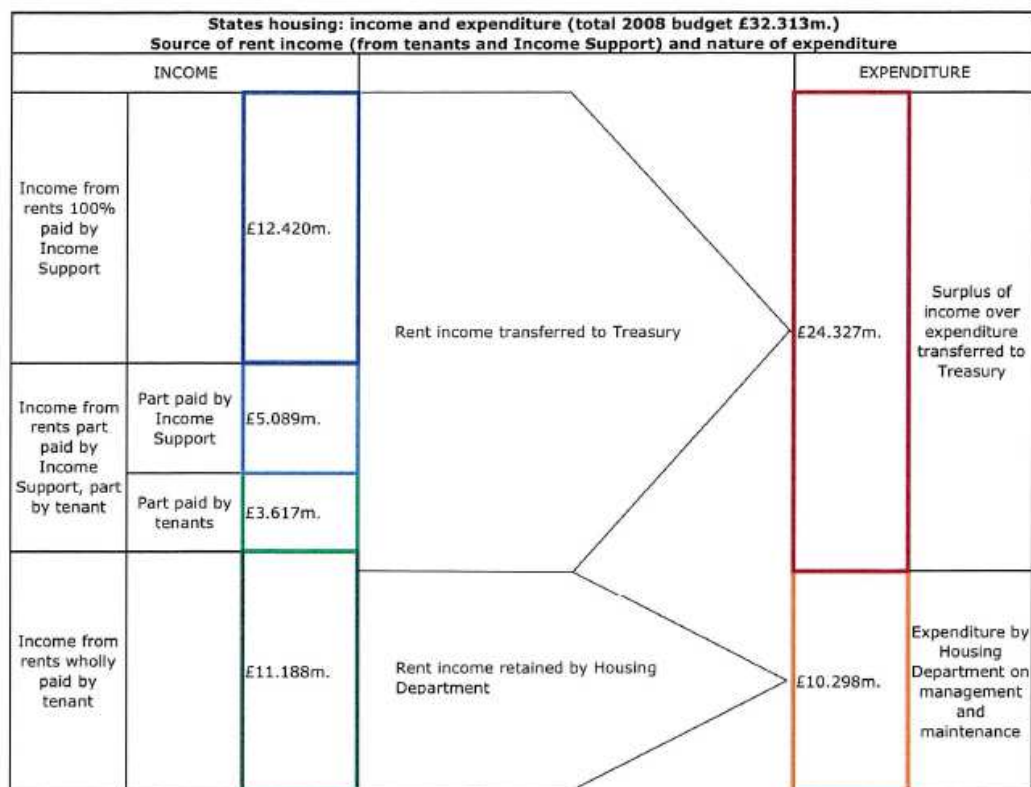 States housing: income and expenditure (total 2008 budget £32.313m.)
Source of rent income (from tenants and Income Support) and nature of expenditure
INCOME
EXPENDITURE
Income from
rents 100%
paid by
Income
Support
£12.420m.
Rent income transferred to Treasury
£24.327m.
Surplus of
income over
expenditure
transferred to
Treasury
Income from
rents part
paid by
Income
Support, part
by tenant
Part paid by
Income
Support
£5.089m.
Part paid by
tenants
£3.617m.
Income from
rents wholly
paid by
tenant
£11.188m.
Rent income retained by Housing
Department
£10.298m.
Expenditure by
Housing
Department on
management
and
maintenance